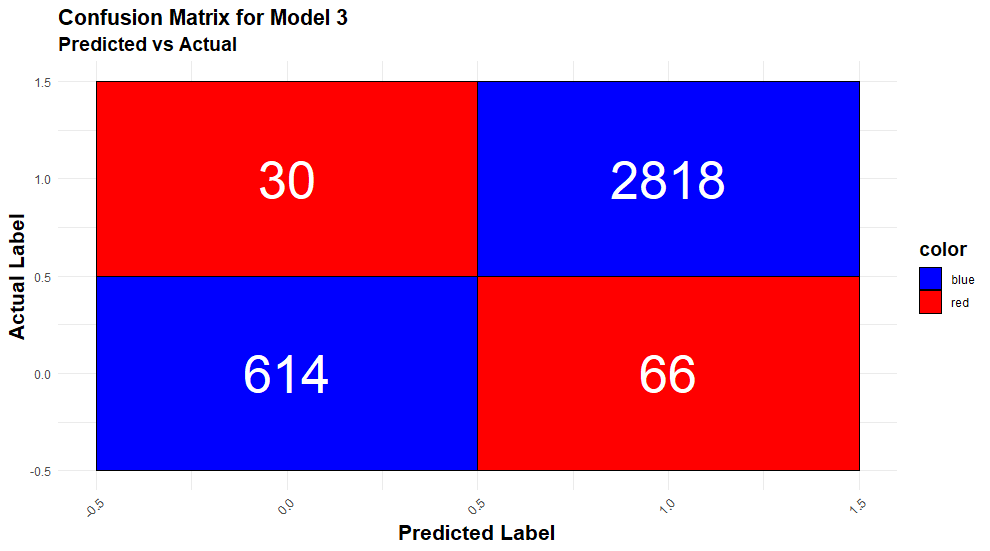 Confusion Matrix for Model 3
Predicted vs Actual
Actual Label
1.5
1.0
0.5
0.0
-0.5
30
2818
614
66
-0.5
0.0
0.5
1.0
1.5
Predicted Label
color
blue
red